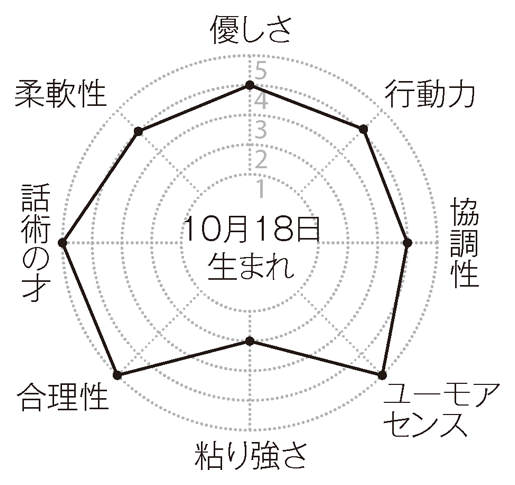 優しさ
行動力
協
調
性
ユーモア
センス
粘り強さ
合理性
話
術
の
才
柔軟性
5
4
3
2
1
10月18日
生まれ